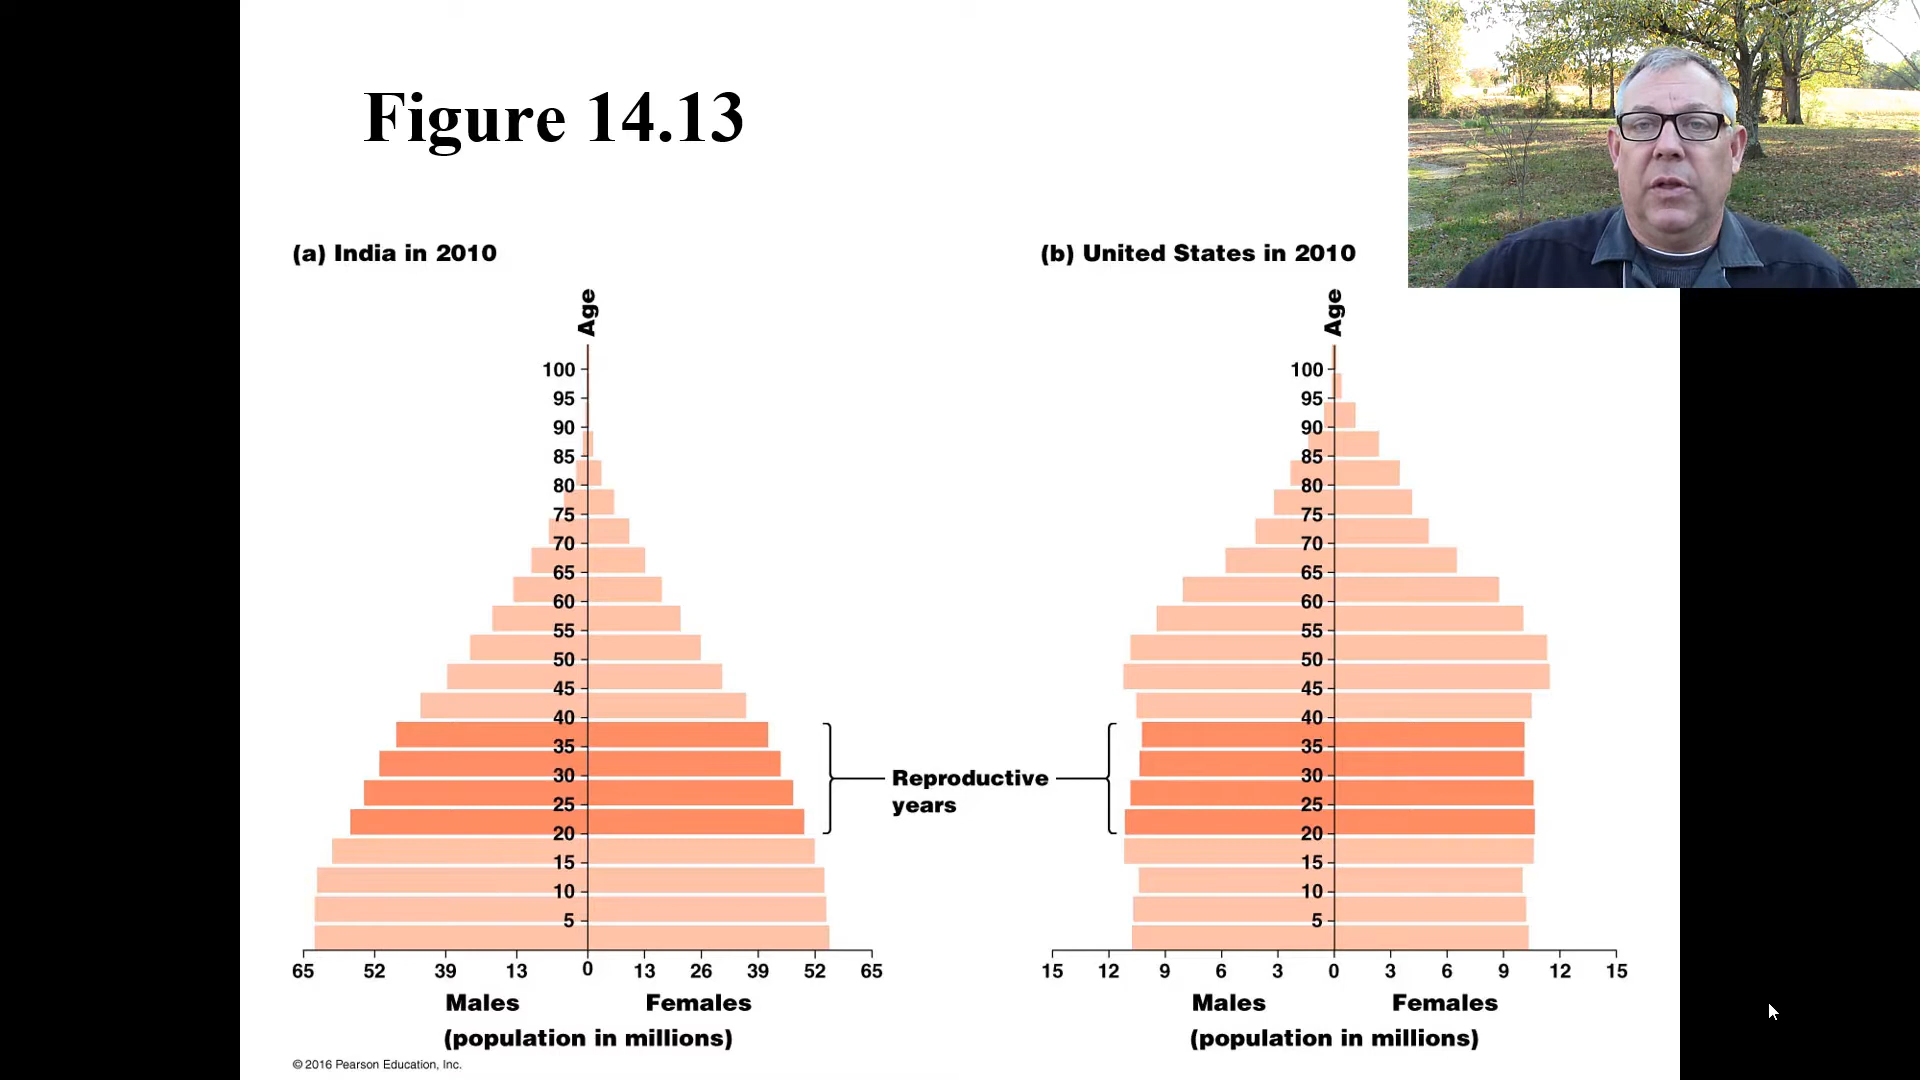 Figure 14.13
(a) India in 2010
Age
100
95
90
85
80
75
70
65
60
55
50
45
40
35
30
25
20
15
10
5
65 52 39 13 0 13 26 39 52 65
Males Females
(population in millions)
Reproductive
years
(b) United States in 2010
Age
100
95
90
85
80
75
70
65
60
55
50
45
40
35
30
25
20
15
10
5
15 12 9 6 3 0 3 6 9 12 15
Males Females
(population in millions)
© 2016 Pearson Education, Inc.